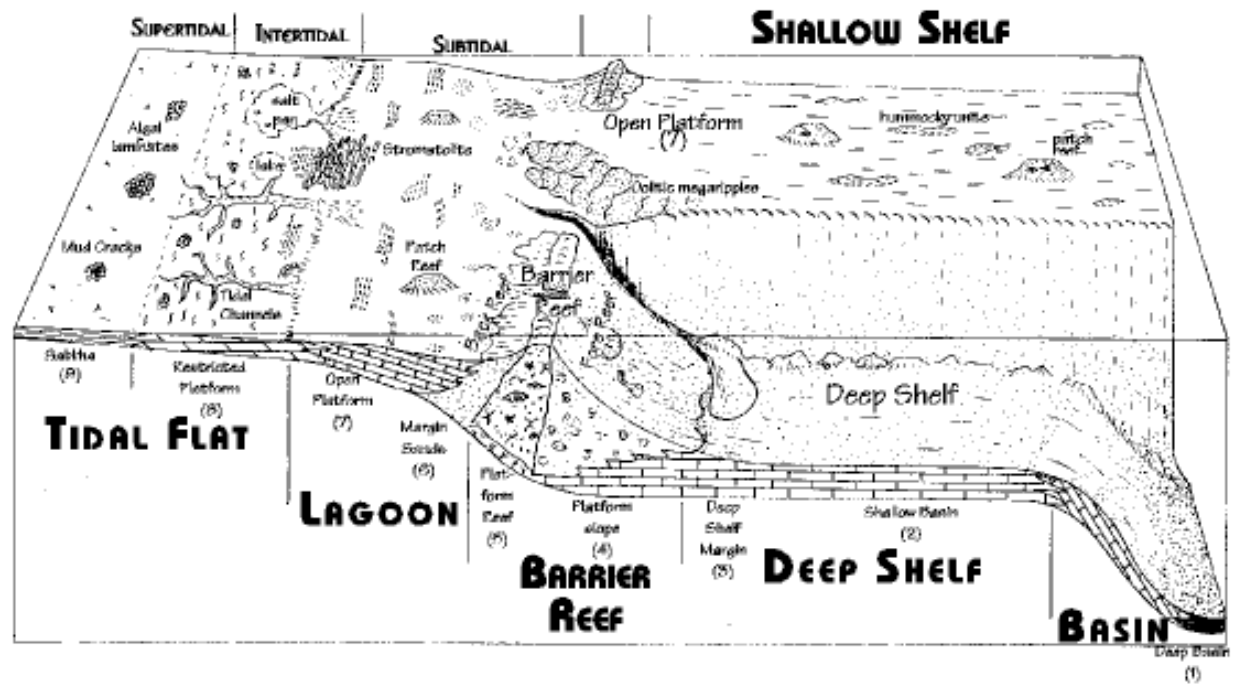 SUPERTIDAL
INTERTIDAL
SUBTIDAL
SHALLOW SHELF
salt
pan
Algal
laminates
lake
Stromatolite
Open Platform
(7)
hummockyrunite
patch
reef
Oolitic megaripples
Mud Cracks
Patch
Reef
Barrier
Reef
Tidal
Channels
Deep Shelf
Sabkha
(9)
Restricted
Platform
(8)
TIDAL FLAT
Open
Platform
(7)
Margin
Sands
(6)
LAGOON
Plat-
form
Reef
(5)
Platform
slope
(4)
BARRIER
REEF
Deep
Shelf
Margin
(3)
Shallow Basin
(2)
DEEP SHELF
BASIN
Deep Basin
(1)